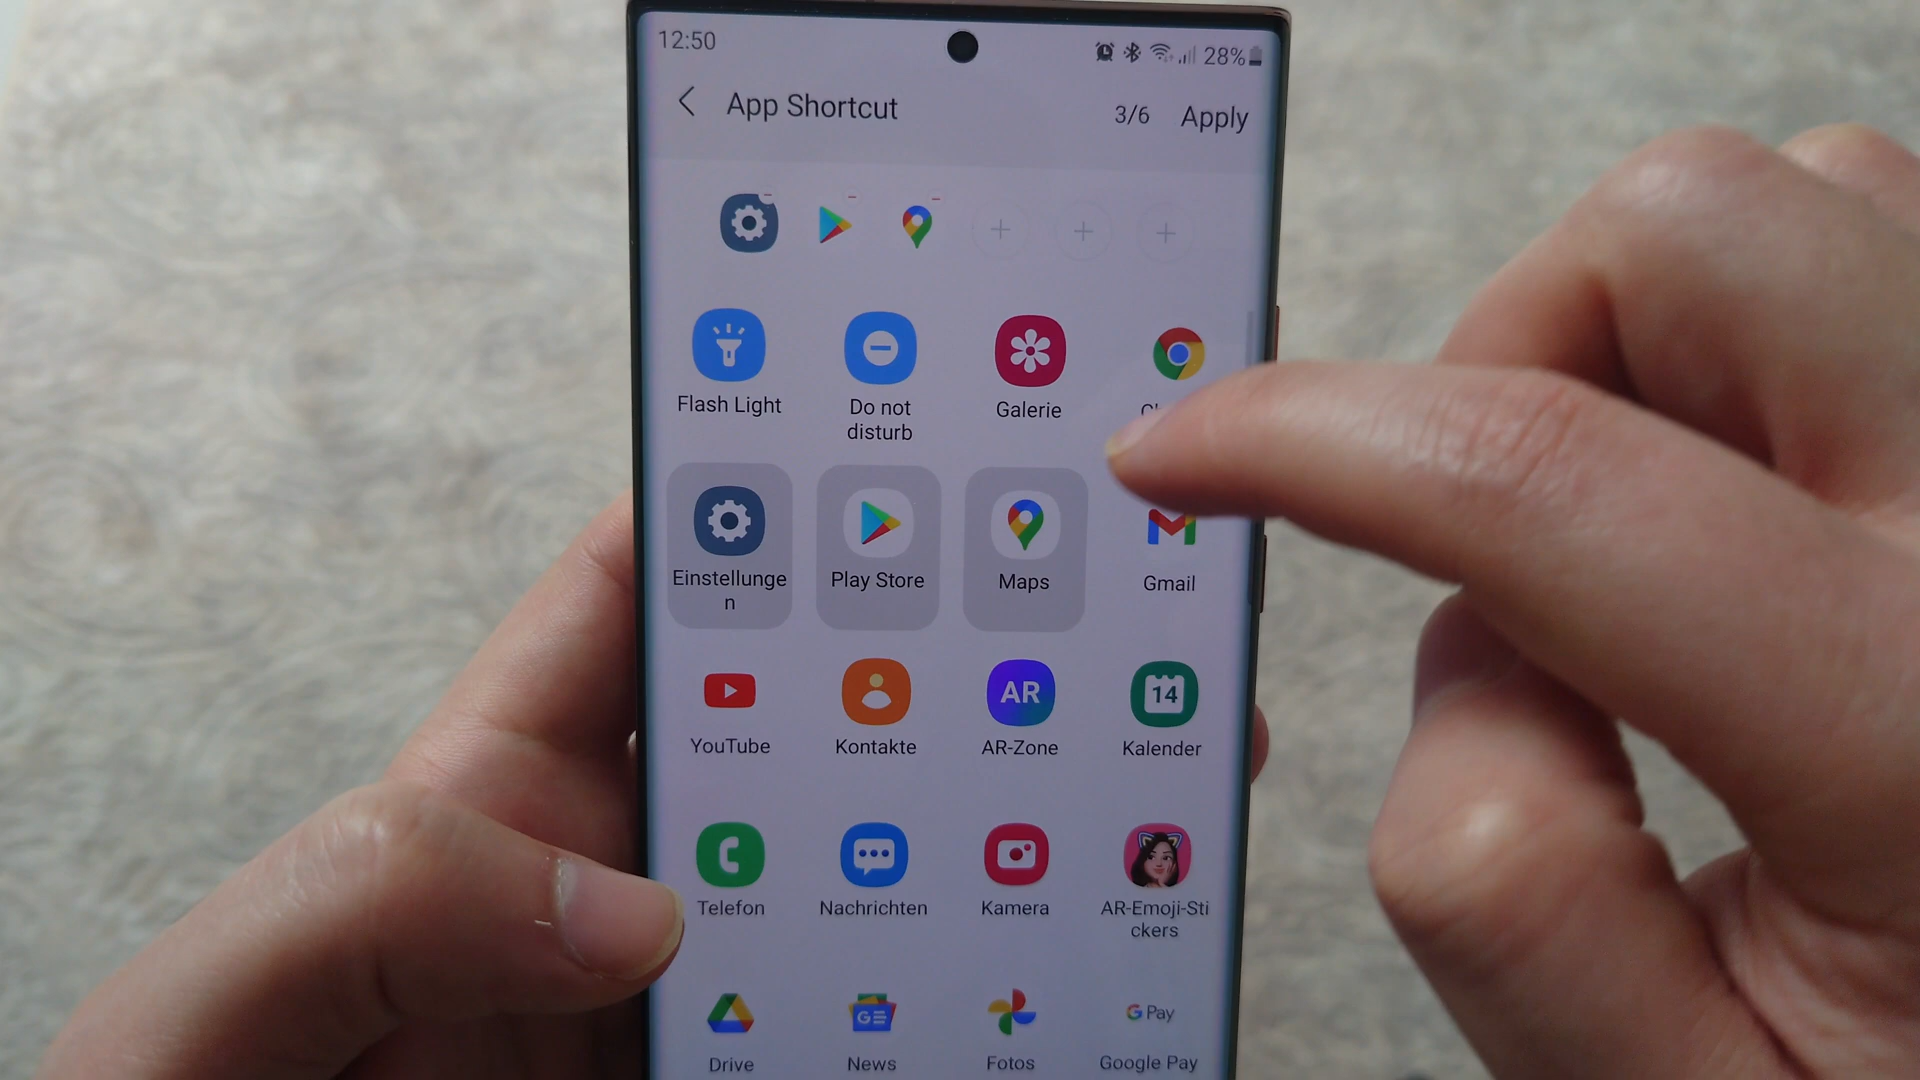 12:50
28%
App Shortcut
3/6 Apply
Flash Light
Do not
disturb
Galerie
Einstellunge
n
Play Store
Maps
Gmail
YouTube
Kontakte
AR
AR-Zone
14
Kalender
Telefon
Nachrichten
Kamera
AR-Emoji-Sti
ckers
Drive
GE
News
Fotos
G Pay
Google Pay